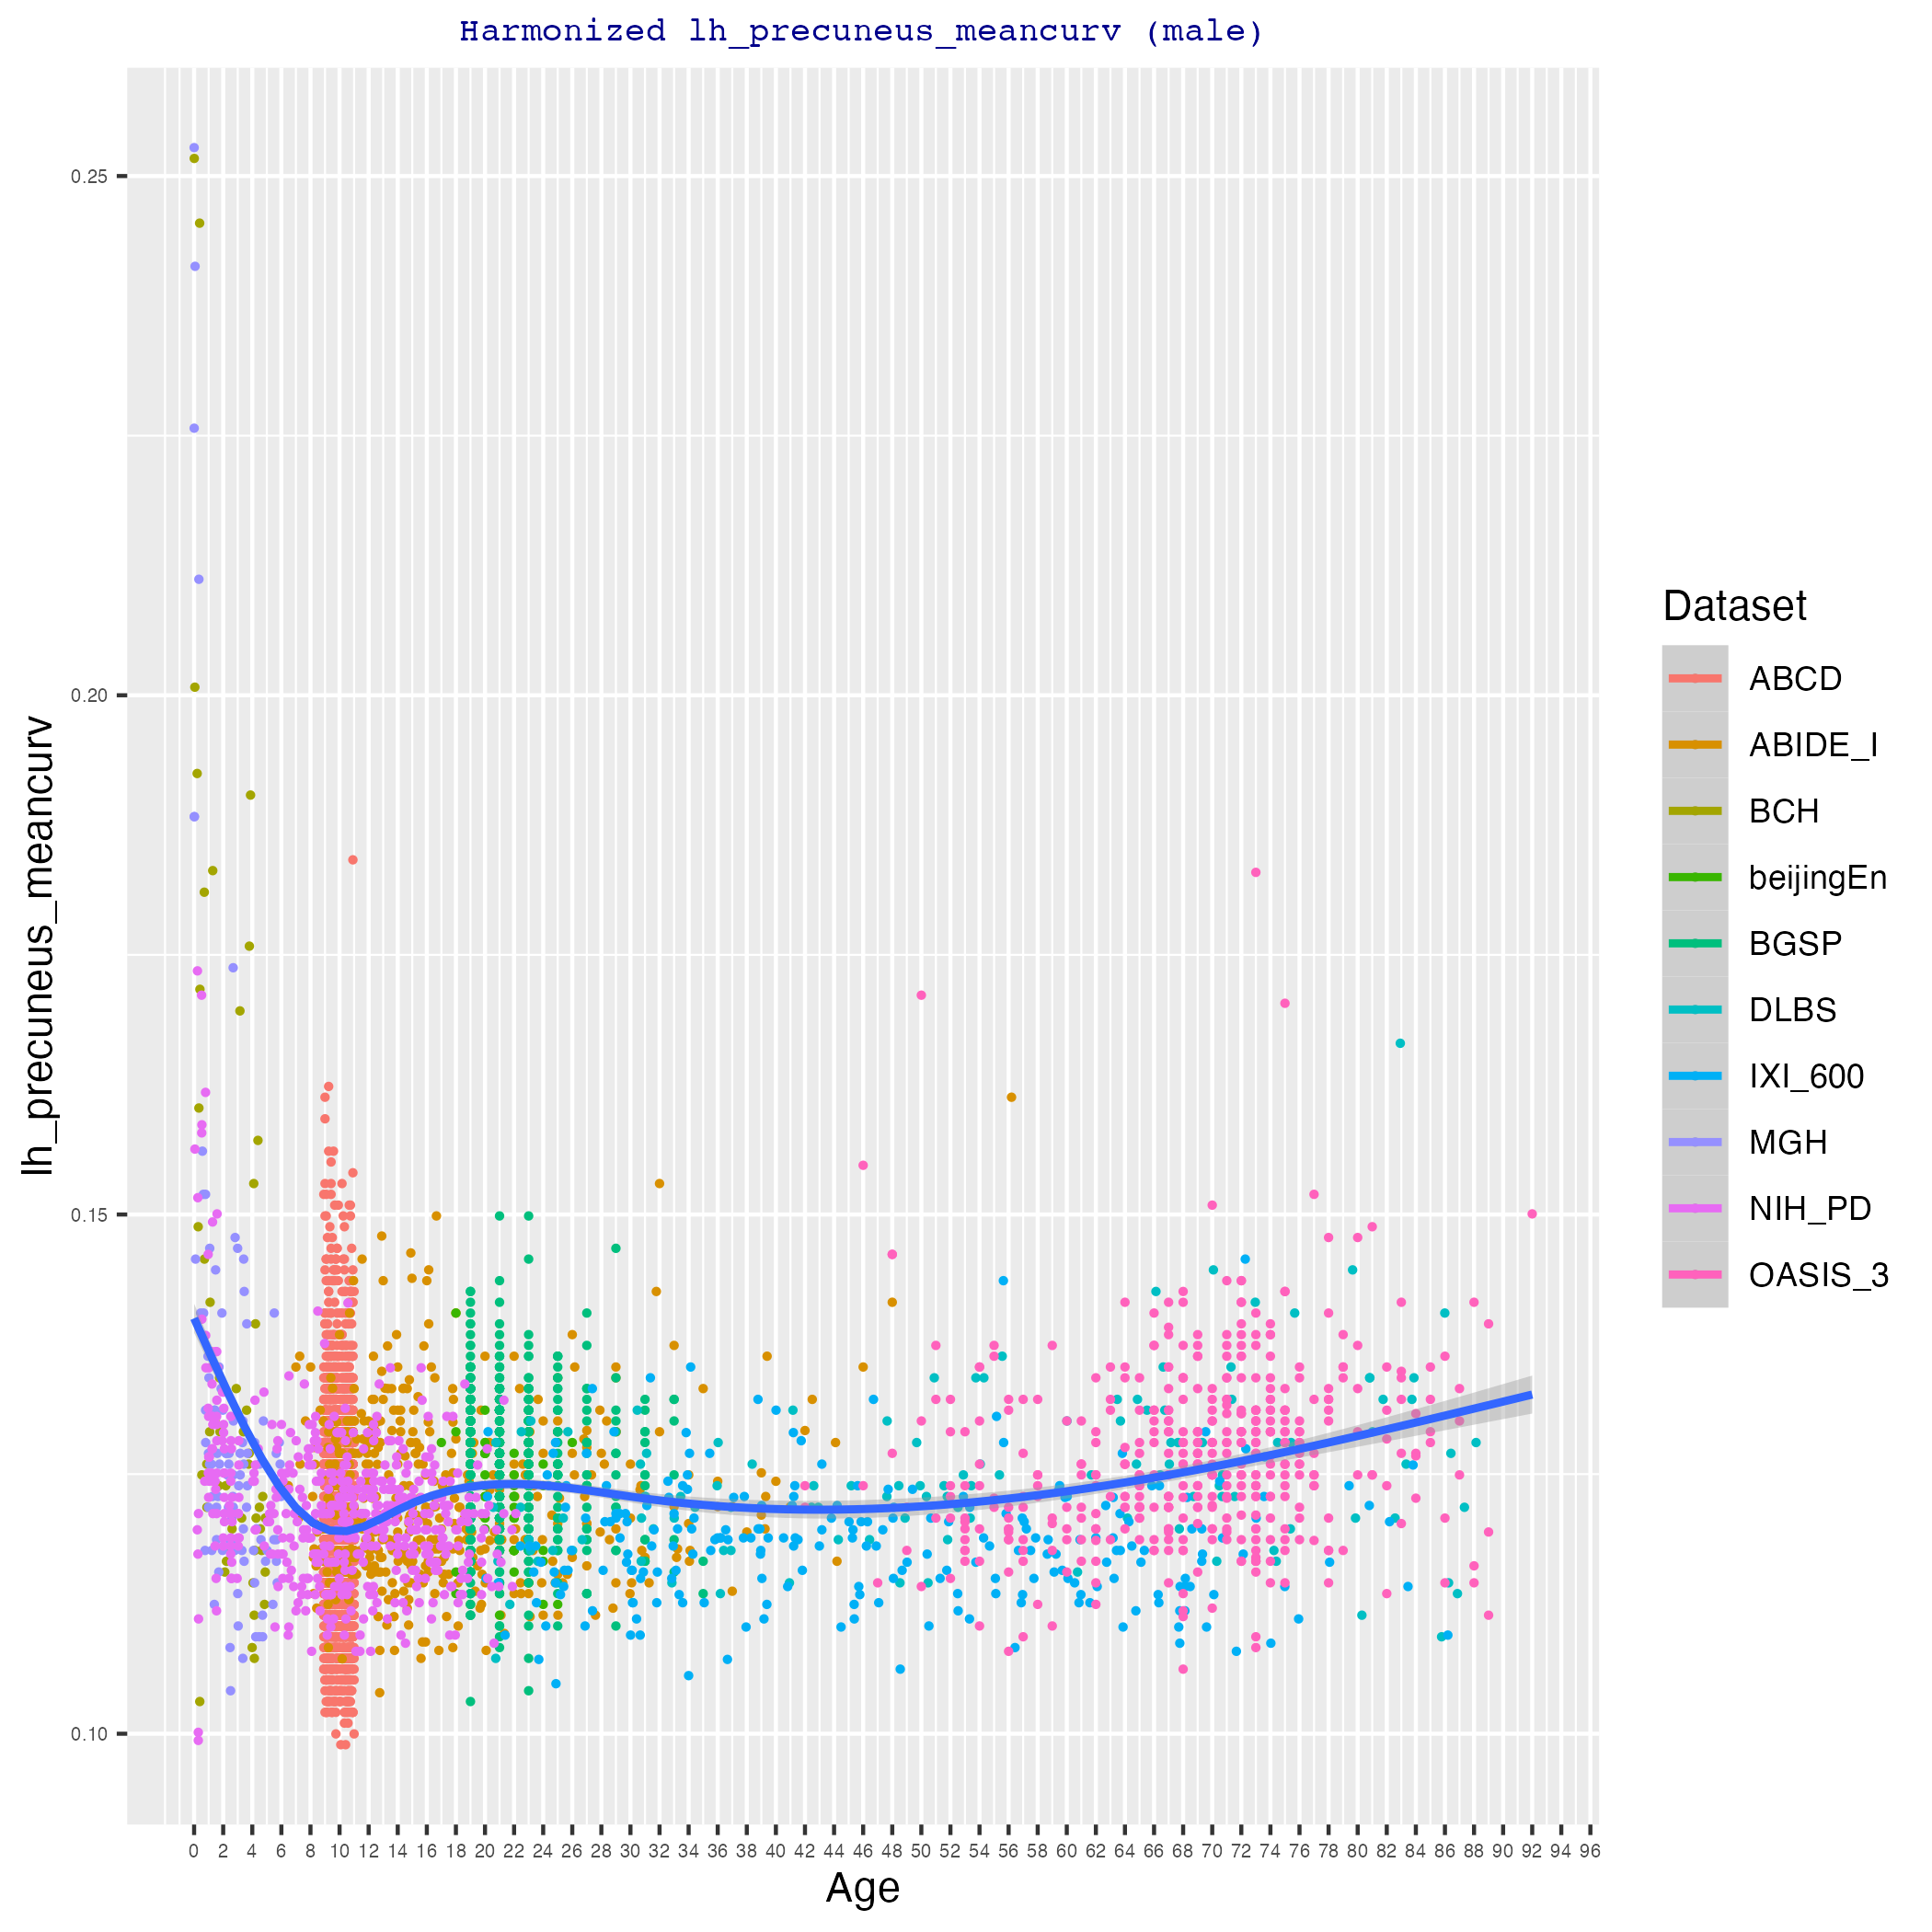 Harmonized lh_precuneus_meancurv (male)
lh_precuneus_meancurv
0.25
0.20
0.15
0.10
0 2 4 6 8 10 12 14 16 18 20 22 24 26 28 30 32 34 36 38 40 42 44 46 48 50 52 54 56 58 60 62 64 66 68 70 72 74 76 78 80 82 84 86 88 90 92 94 96
Age
Dataset
ABCD
ABIDE_I
BCH
beijingEn
BGSP
DLBS
IXI_600
MGH
NIH_PD
OASIS_3